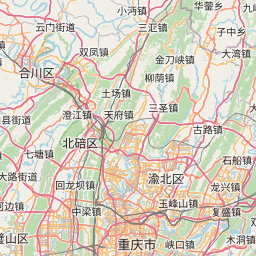 小沔镇
华蓥乡
云门街道
三汇镇
子中乡
双凤镇
大湾镇
金刀峡镇
合川区
柳荫镇
土场镇
三圣镇
澄江镇
天府镇
古路镇
县街道
北碚区
七塘镇
石船镇
大路街道
渝北区
回龙坝镇
龙兴镇
玉峰山镇
河边镇
中梁镇
复盛镇
木洞镇
璧山区
重庆市
峡口镇